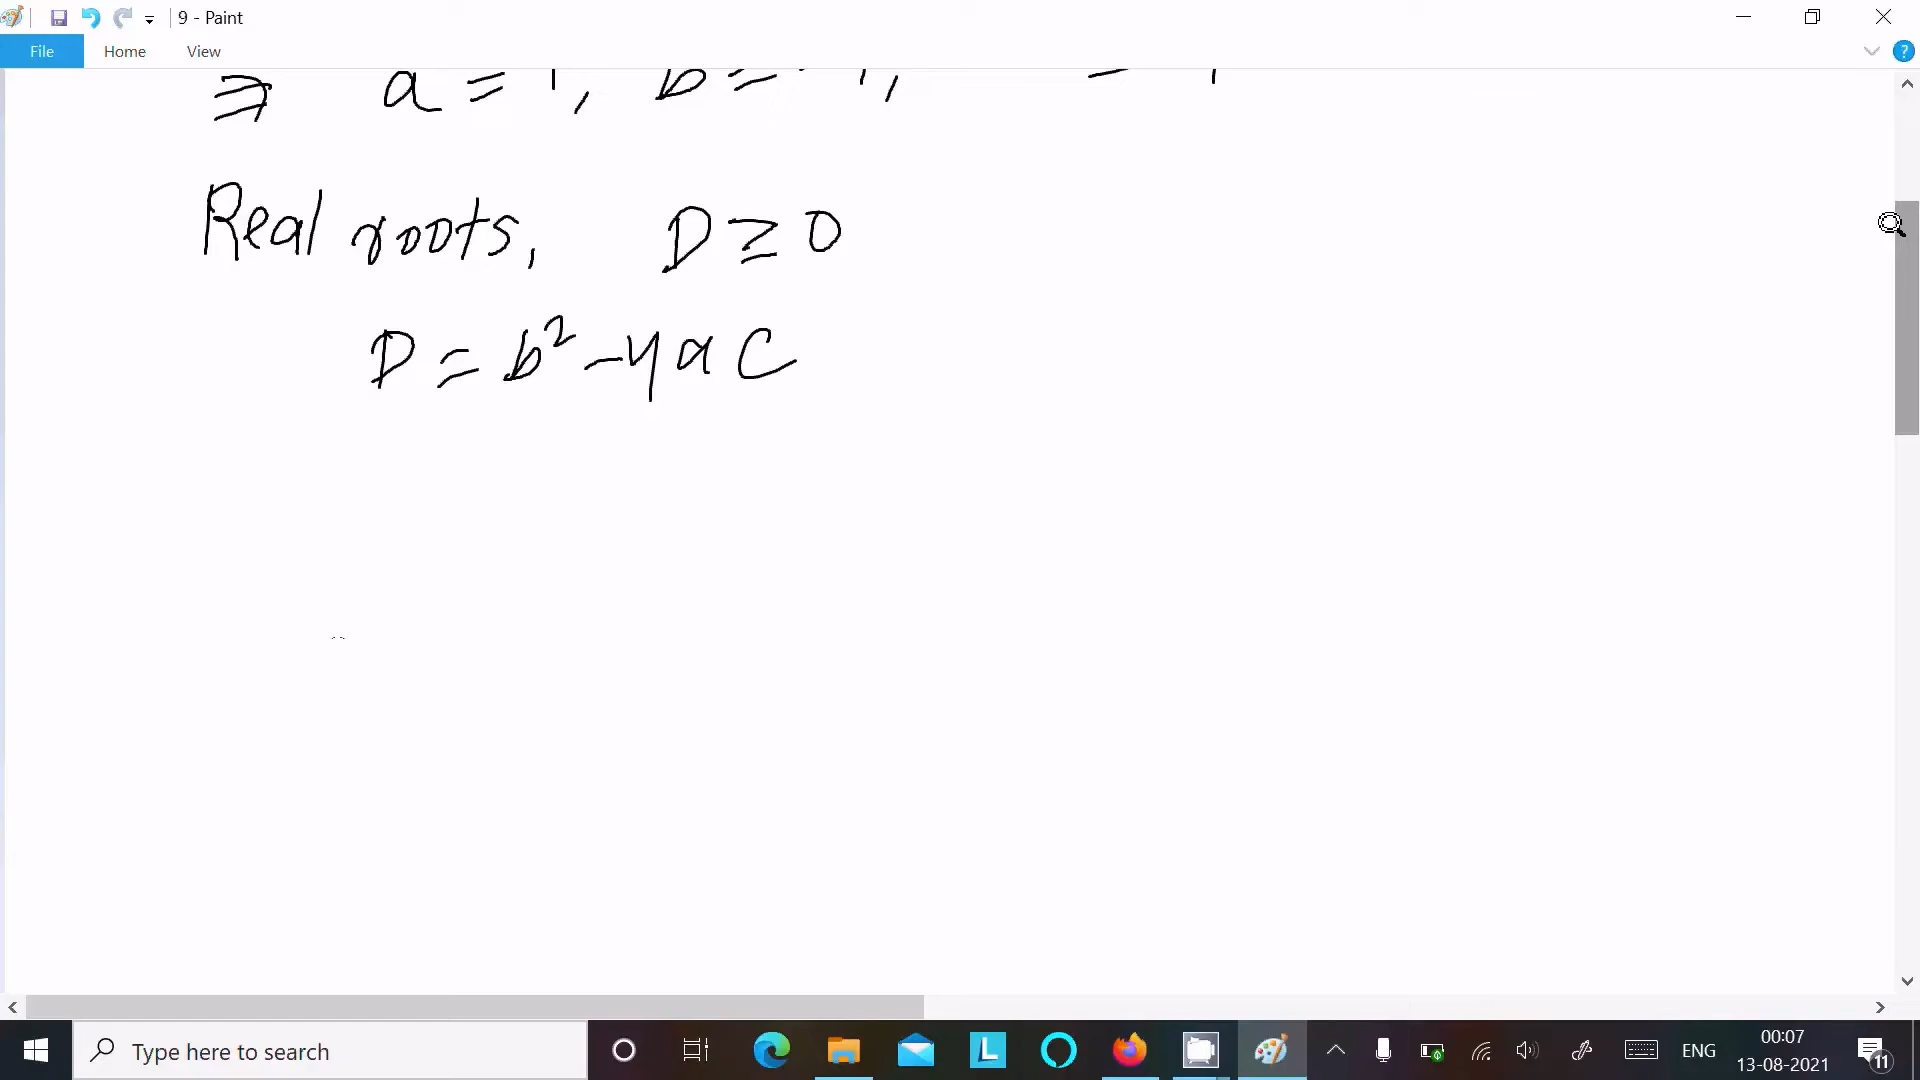 9 - Paint
File Home View
⇒ a =
Real roots, D ≥ 0
D = b² - 4ac
Type here to search
ENG
00:07
13-08-2021
11